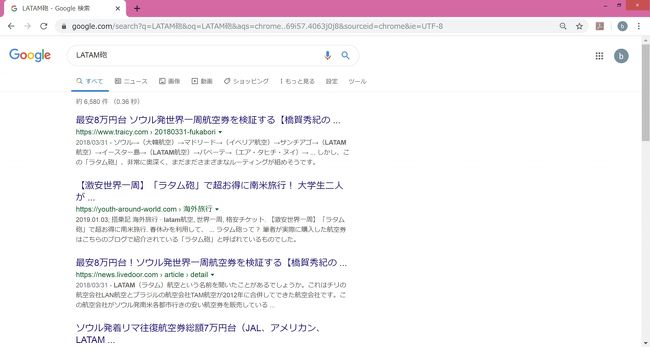 LATAM砲 - Google 検索
google.com/search?q=LATAM砲&oq=LATAM砲&aqs=chrome..69i57.4063j0j8&sourceid=chrome&ie=UTF-8
b
Google
LATAM砲
b
すべて ニュース 画像 動画 ショッピング もっと見る 設定 ツール
約 6,580 件 (0.36 秒)
最安8万円台 ソウル発世界一周航空券を検証する【橋賀秀紀の ...
https://www.traicy.com › 20180331-fukabori
2018/03/31 - ソウル→（大韓航空）→マドリード→（イベリア航空）→サンチアゴ→（LATAM
航空）→イースター島→（LATAM航空）→パペーテ→（エア・タヒチ・ヌイ）→ ... しかし、こ
の「ラタム砲」、非常に奥深く、まだまださまざまなルーティングが組めそうです。
【激安世界一周】「ラタム砲」で超お得に南米旅行！ 大学生二人
が ...
https://youth-around-world.com › 海外旅行
2019.01.03; 搭乗記 海外旅行 - latam航空, 世界一周, 格安チケット. 【激安世界一周】「ラタム
砲」で超お得に南米旅行. 春休みを利用して、 ... ラタム砲って？ 筆者が実際に購入した航空券
はこちらのブログで紹介されている「ラタム砲」と呼ばれているものでした。
最安8万円台！ソウル発世界一周航空券を検証する【橋賀秀紀の ...
https://news.livedoor.com › article › detail
2018/03/31 - LATAM（ラタム）航空という名前を聞いたことがあるでしょうか。これはチリの
航空会社LAN航空とブラジルの航空会社TAM航空が2012年に合併してできた航空会社です。こ
の航空会社がソウル発南米各都市行きの安い航空券を販売している ...
ソウル発着リマ往復航空券総額7万円台（JAL、アメリカン、
LATAM ...